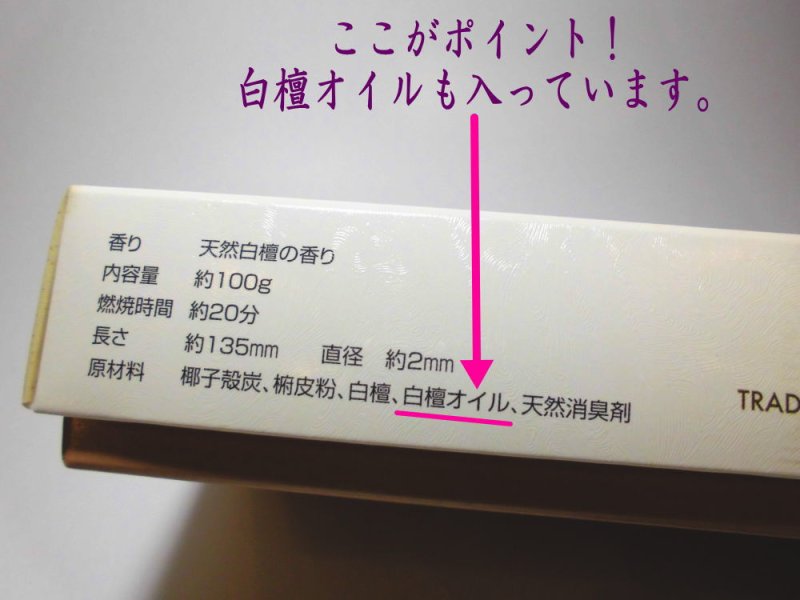 ここがポイント！
白檀オイルも入っています。
香り 天然白檀の香り
内容量 約100g
燃焼時間 約20分
長さ 約135mm 直径 約2mm
原材料 椰子殻炭、椨皮粉、白檀、白檀オイル、天然消臭剤
TRAD